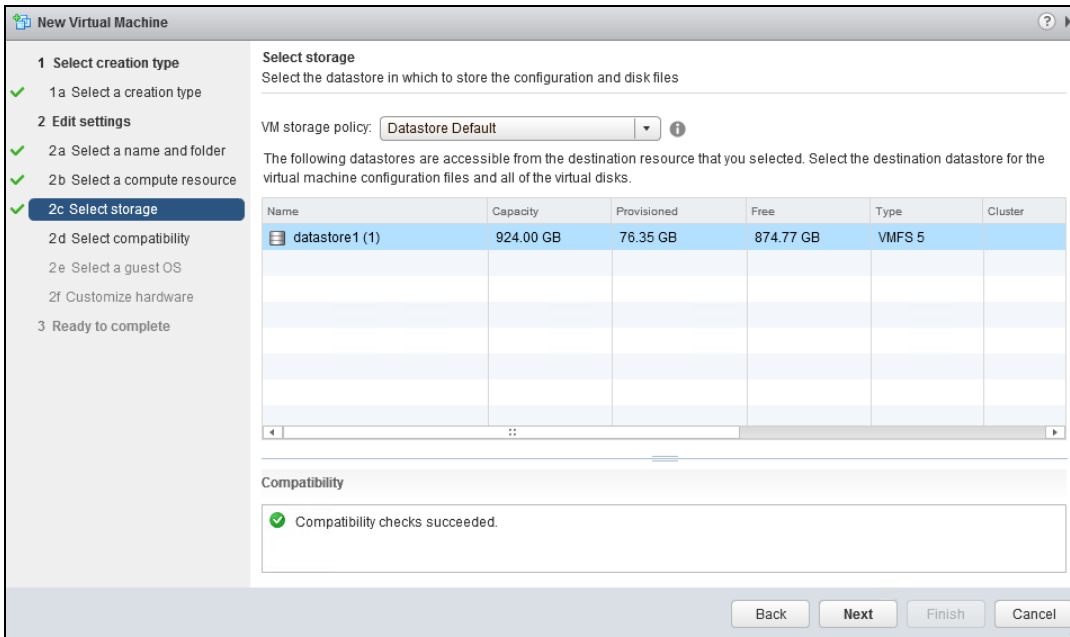 New Virtual Machine
1 Select creation type
1a Select a creation type
2 Edit settings
2a Select a name and folder
2b Select a compute resource
2c Select storage
2d Select compatibility
2e Select a guest OS
2f Customize hardware
3 Ready to complete
Select storage
Select the datastore in which to store the configuration and disk files
VM storage policy: Datastore Default
The following datastores are accessible from the destination resource that you selected. Select the destination datastore for the
virtual machine configuration files and all of the virtual disks.
Name Capacity Provisioned Free Type Cluster
datastore1 (1) 924.00 GB 76.35 GB 874.77 GB VMFS 5
Compatibility
Compatibility checks succeeded.
Back Next Finish Cancel